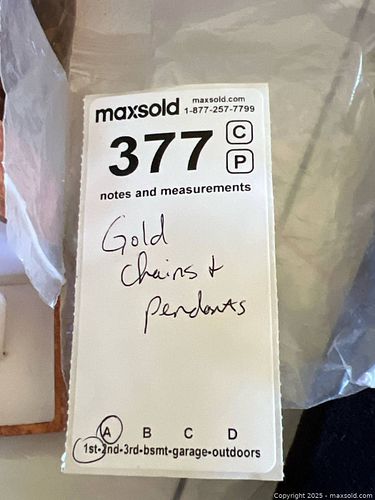 maxsold maxsold.com
1-877-257-7799
377 C
P
notes and measurements
Gold
Chains +
Pendants
A B C D
1st-2nd-3rd-bsmt-garage-outdoors
©Copyright 2025 - maxsold.com